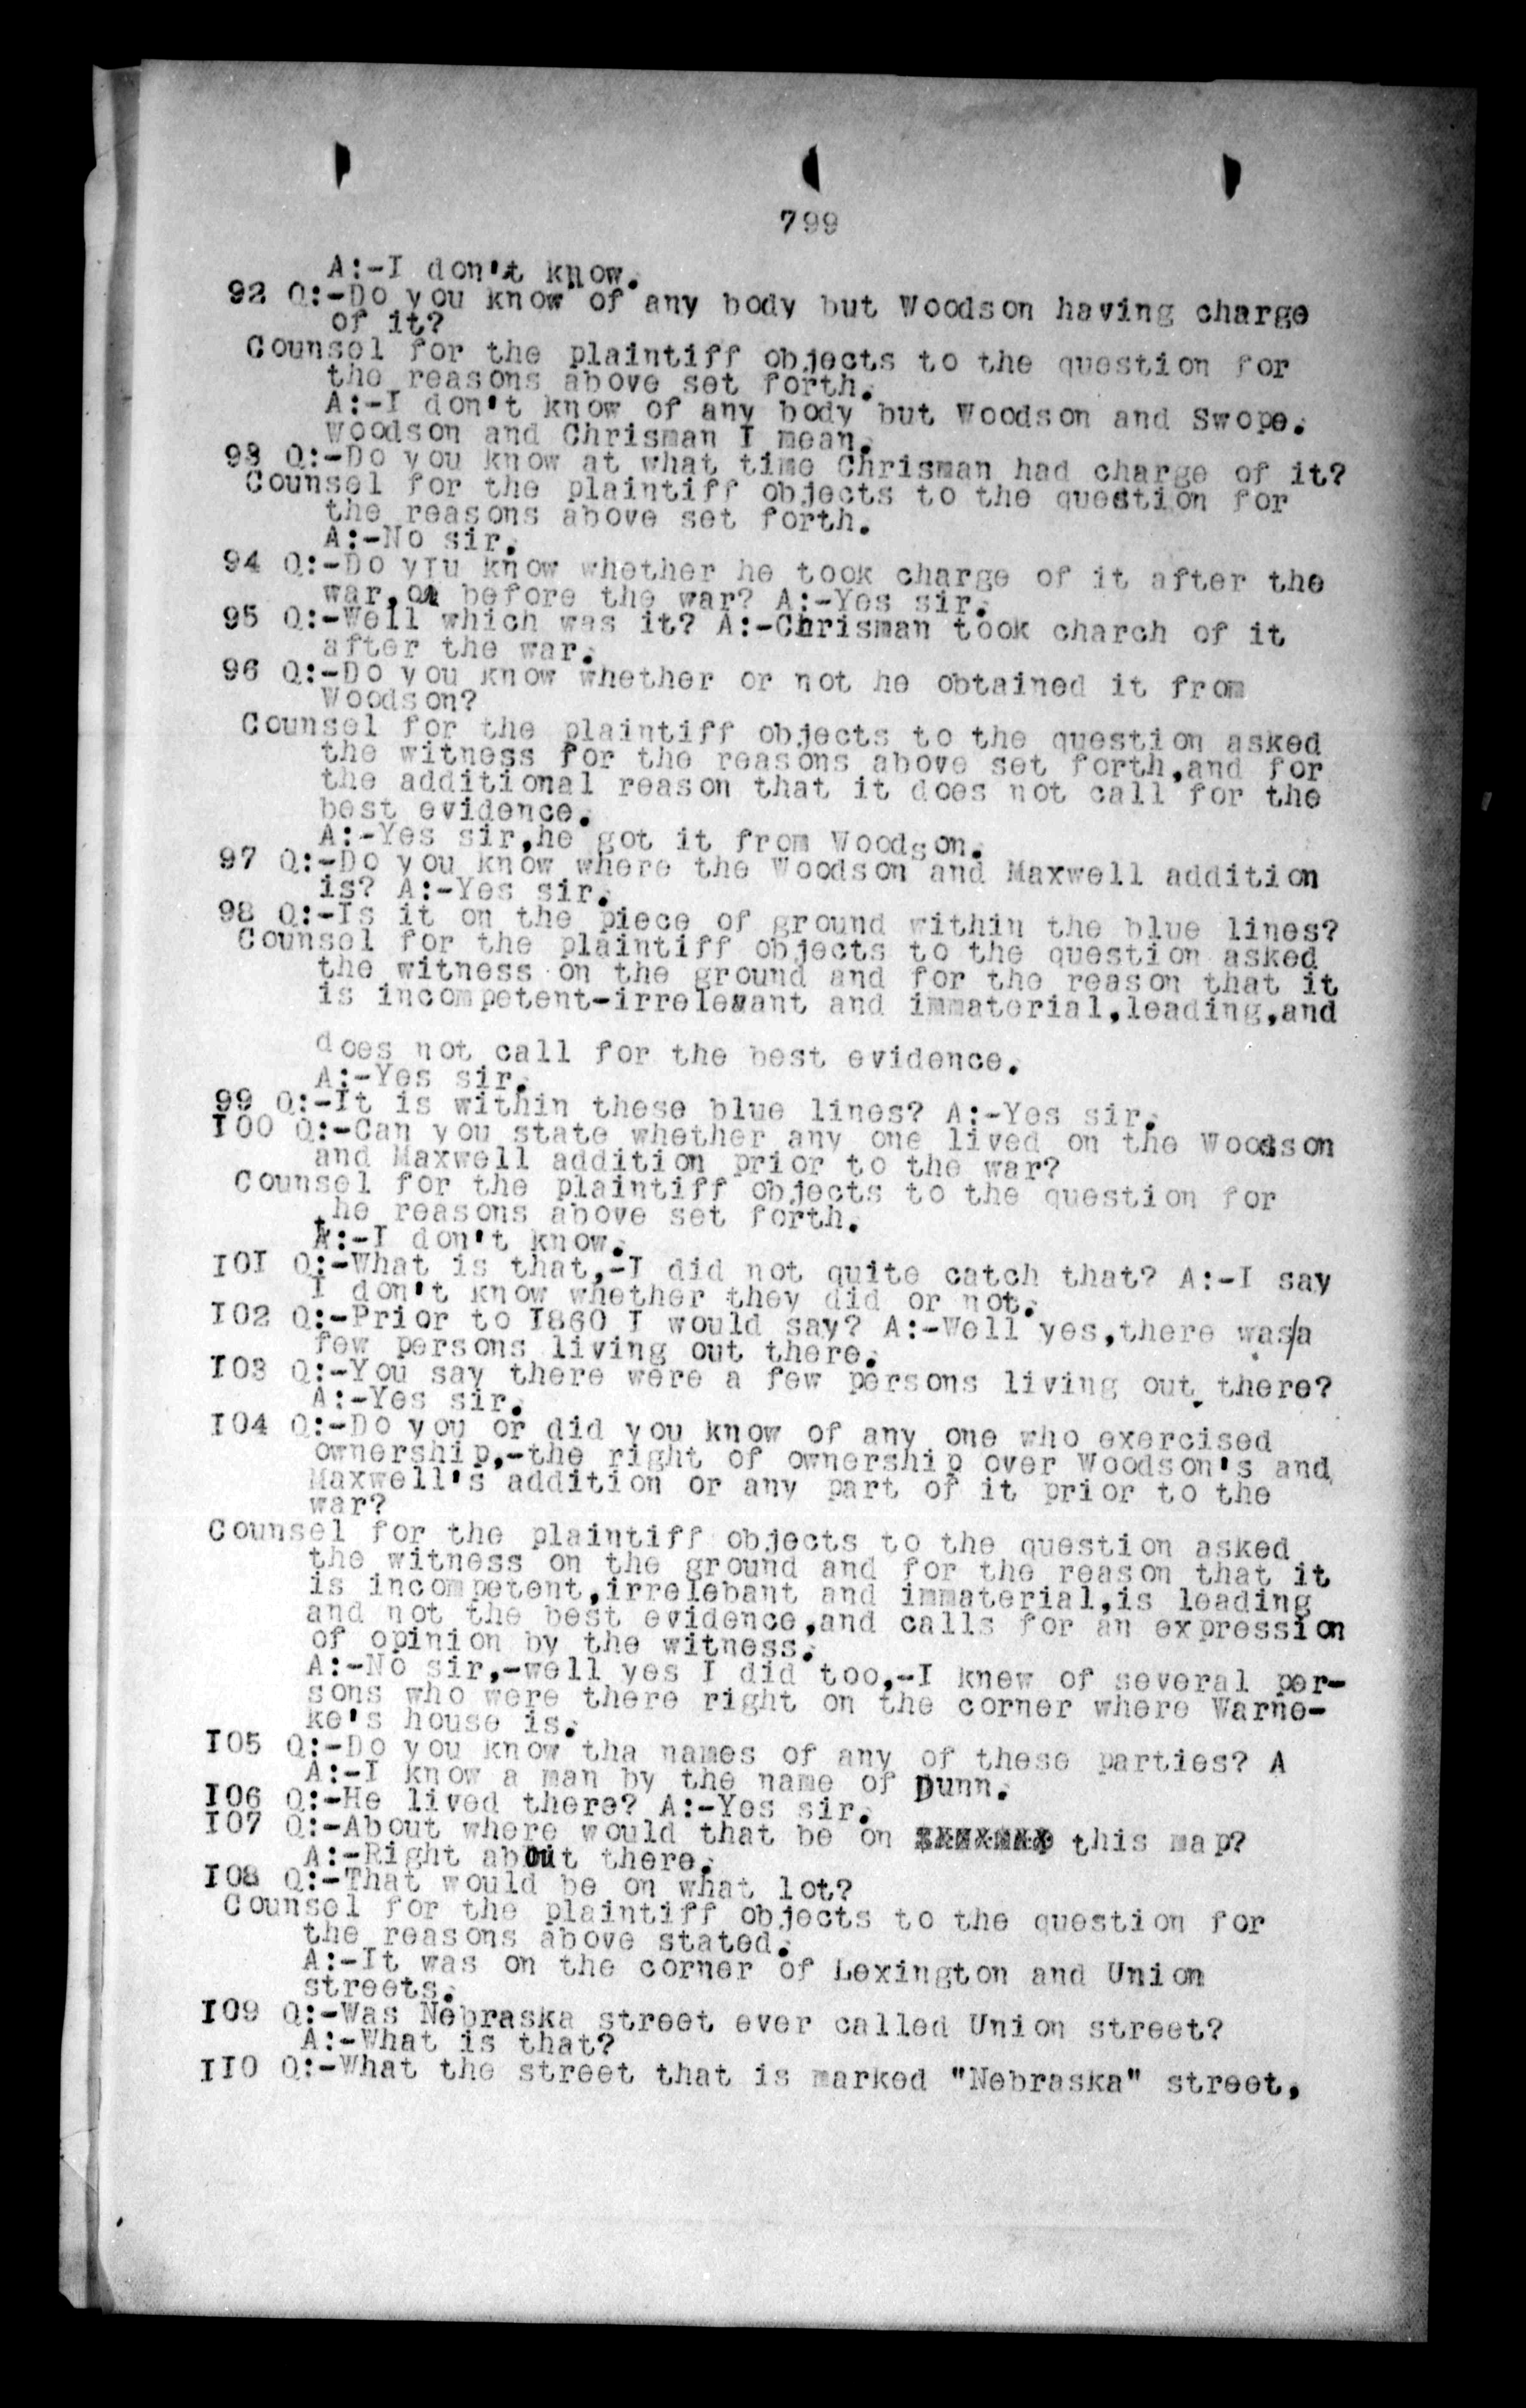 799
A:-I don't know.
92 Q:-Do you know of any body but Woodson having charge
of it?
Counsel for the plaintiff objects to the question for
the reasons above set forth.
A:-I don't know of any body but Woodson and Swope.
Woodson and Chrisman I mean.
93 Q:-Do you know at what time Chrisman had charge of it?
Counsel for the plaintiff objects to the question for
the reasons above set forth.
A:-No sir.
94 Q:-Do yIu know whether he took charge of it after the
war,or before the war? A:-Yes sir.
95 Q:-Well which was it? A:-Chrisman took charch of it
after the war.
96 Q:-Do you know whether or not he obtained it from
Woodson?
Counsel for the plaintiff objects to the question asked
the witness for the reasons above set forth,and for
the additional reason that it does not call for the
best evidence.
A:-Yes sir,he got it from Woodson.
97 Q:-Do you know where the Woodson and Maxwell addition
is? A:-Yes sir.
98 Q:-Is it on the piece of ground within the blue lines?
Counsel for the plaintiff objects to the question asked
the witness on the ground and for the reason that it
is incompetent-irrelevant and immaterial,leading,and
does not call for the best evidence.
A:-Yes sir.
99 Q:-It is within these blue lines? A:-Yes sir.
I00 Q:-Can you state whether any one lived on the Woodson
and Maxwell addition prior to the war?
Counsel for the plaintiff objects to the question for
the reasons above set forth.
A:-I don't know.
I0I Q:-What is that,-I did not quite catch that? A:-I say
I don't know whether they did or not.
I02 Q:-Prior to I860 I would say? A:-Well yes,there was/a
few persons living out there.
I03 Q:-You say there were a few persons living out there?
A:-Yes sir.
I04 Q:-Do you or did you know of any one who exercised
ownership,-the right of ownership over Woodson's and
Maxwell's addition or any part of it prior to the
war?
Counsel for the plaintiff objects to the question asked
the witness on the ground and for the reason that it
is incompetent,irrelebant and immaterial,is leading
and not the best evidence,and calls for an expression
of opinion by the witness.
A:-No sir,-well yes I did too,-I knew of several per-
sons who were there right on the corner where Warne-
ke's house is.
I05 Q:-Do you know tha names of any of these parties? A
A:-I know a man by the name of Dunn.
I06 Q:-He lived there? A:-Yes sir.
I07 Q:-About where would that be on this map?
A:-Right about there.
I08 Q:-That would be on what lot?
Counsel for the plaintiff objects to the question for
the reasons above stated.
A:-It was on the corner of Lexington and Union
streets.
I09 Q:-Was Nebraska street ever called Union street?
A:-What is that?
II0 Q:-What the street that is marked "Nebraska" street,